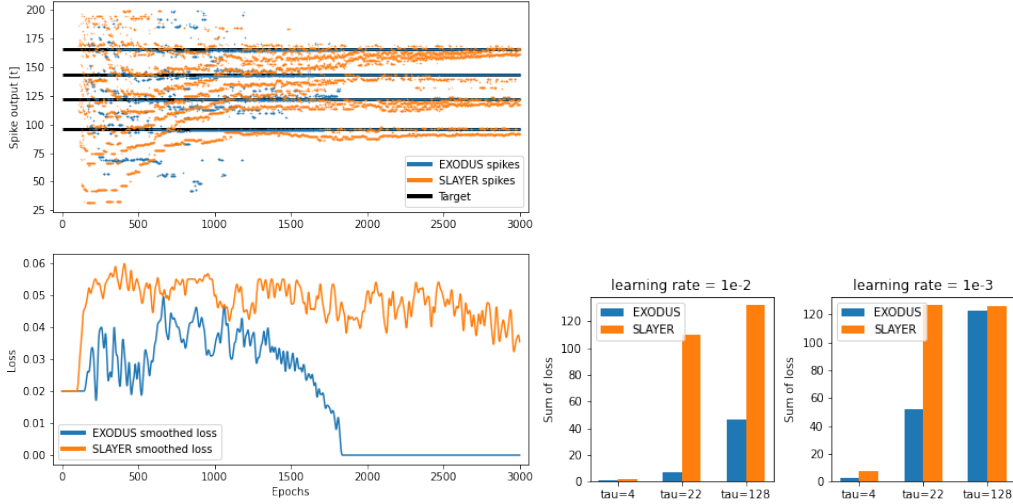 Spike output [t]
200
175
150
125
100
75
50
25
EXODUS spikes
SLAYER spikes
Target
0 500 1000 1500 2000 2500 3000
Loss
0.06
0.05
0.04
0.03
0.02
0.01
0.00
EXODUS smoothed loss
SLAYER smoothed loss
0 500 1000 1500 2000 2500 3000
Epochs
learning rate = 1e-2
Sum of loss
120
100
80
60
40
20
0
EXODUS
SLAYER
tau=4 tau=22 tau=128
learning rate = 1e-3
Sum of loss
120
100
80
60
40
20
0
EXODUS
SLAYER
tau=4 tau=22 tau=128